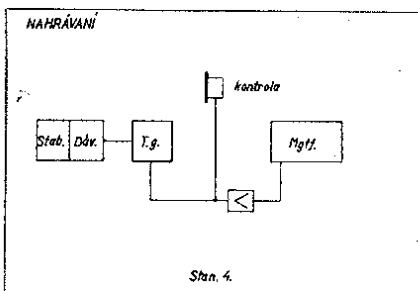 NAHRÁVANÍ
kontrola
Stab. Dáv. T.g. Mgtf.
Stan. 4.